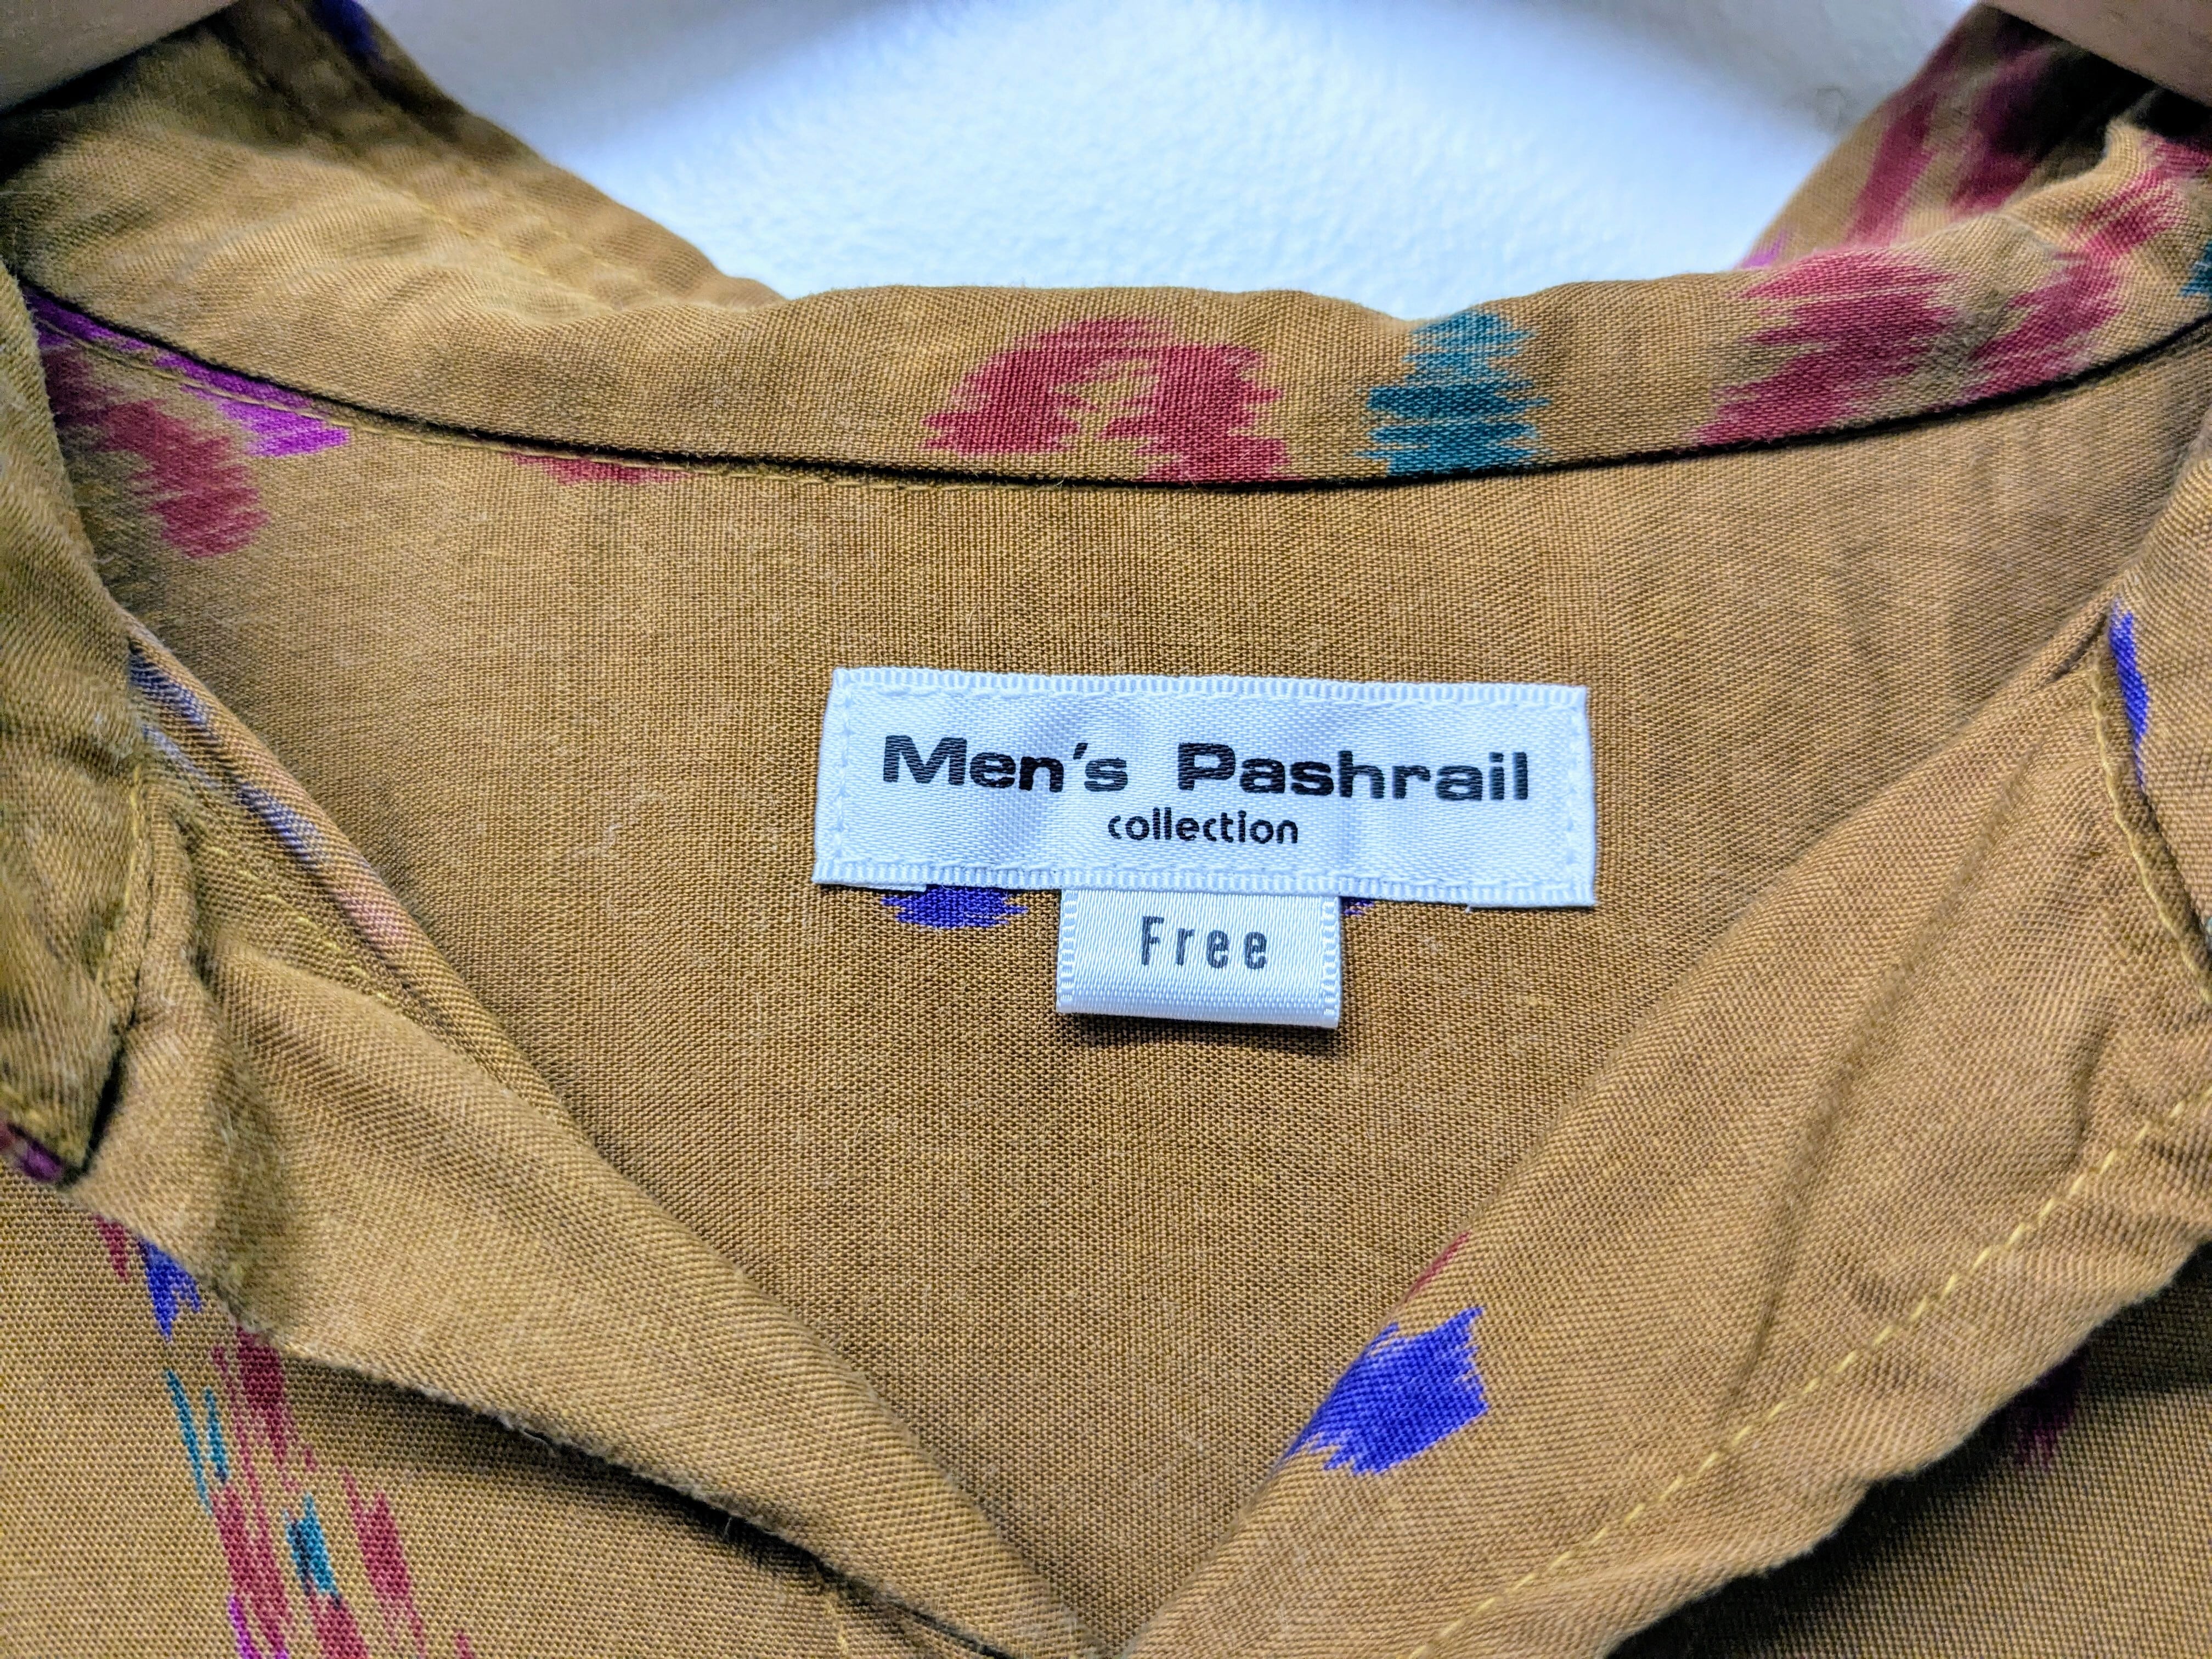 Men's Pashrail
collection
Free